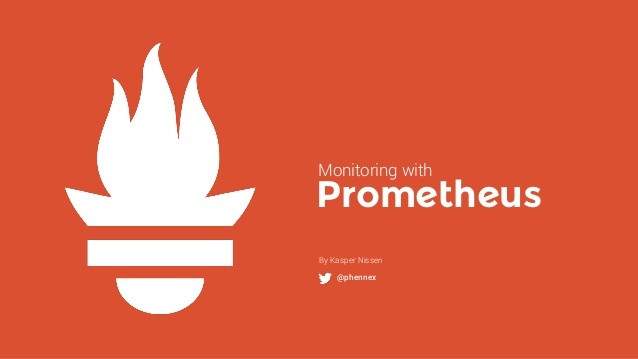 Monitoring with
Prometheus
By Kasper Nissen
@phennex